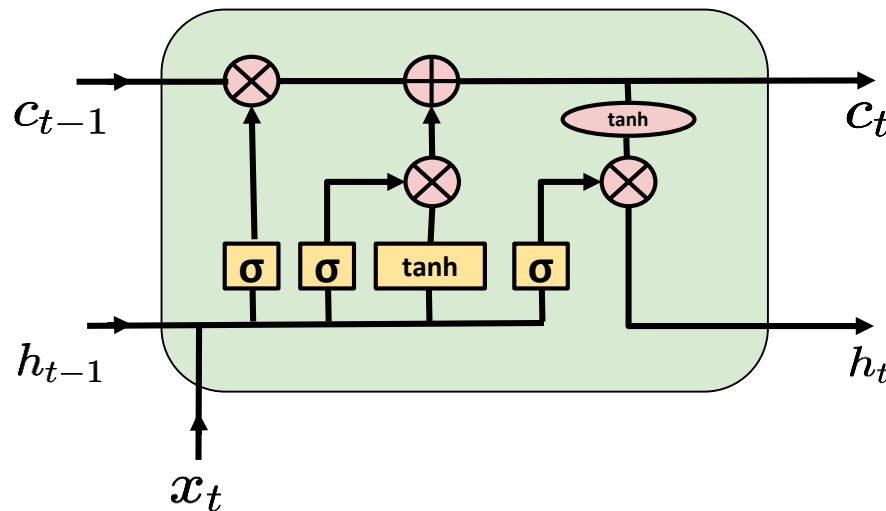 c_{t-1}
c_t
tanh
σ
σ
tanh
σ
h_{t-1}
h_t
x_t